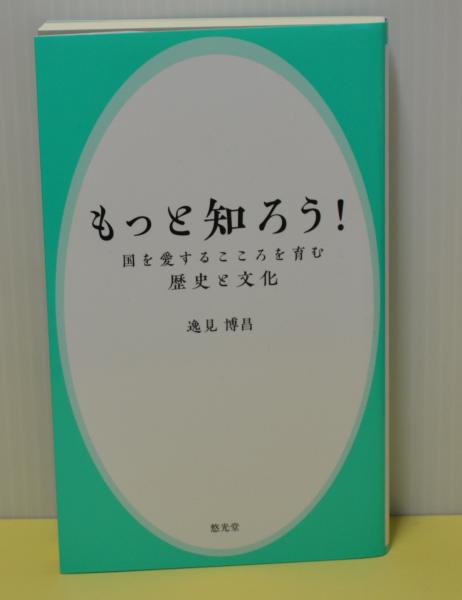 もっと知ろう!
国を愛するこころを育む
歴史と文化
逸見 博昌
悠光堂